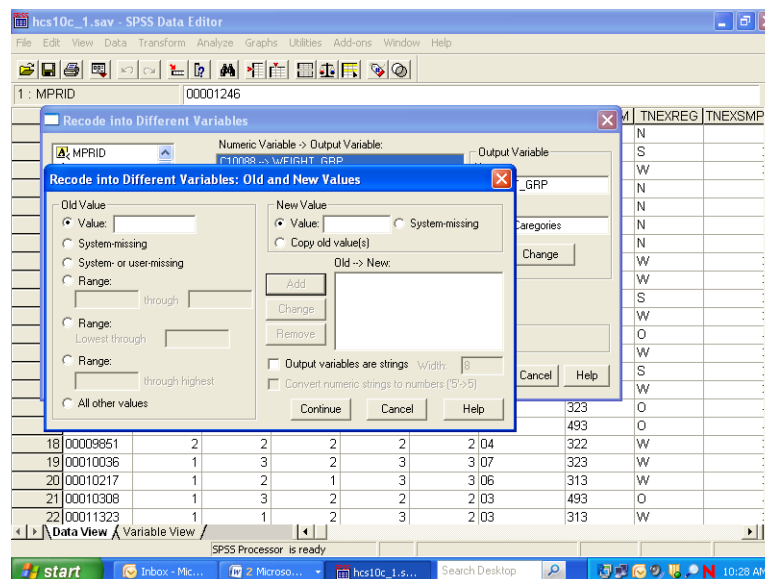 hcs10c_1.sav - SPSS Data Editor
File Edit View Data Transform Analyze Graphs Utilities Add-ons Window Help
1 : MPRID 00001246
TNEXREG TNEXSMP
Recode into Different Variables
N
MPRID
Numeric Variable -> Output Variable:
Output Variable
S
C10088 --> WEIGHT_GRP
W
Recode into Different Variables: Old and New Values
_GRP
N
Old Value
New Value
N
Value:
Value:
System-missing
Caregories
N
System-missing
Copy old value(s)
N
System- or user-missing
Old --> New:
Change
W
Range:
Add
W
through
S
Change
W
Range:
Lowest through
Remove
O
W
Range:
Output variables are strings Width: 8
S
through highest
Convert numeric strings to numbers ('5'->5)
Cancel Help
W
All other values
Continue Cancel Help
323 O
493 O
18 00009851 2 2 2 2 2 04 322 W
19 00010036 1 3 2 3 3 07 323 W
20 00010217 1 2 1 3 3 06 313 W
21 00010308 1 3 2 2 2 03 493 O
22 00011323 1 1 2 3 2 03 313 W
Data View Variable View
SPSS Processor is ready
start Inbox - Mic... 2 Microso... hcs10c_1.s... Search Desktop 10:28 AM